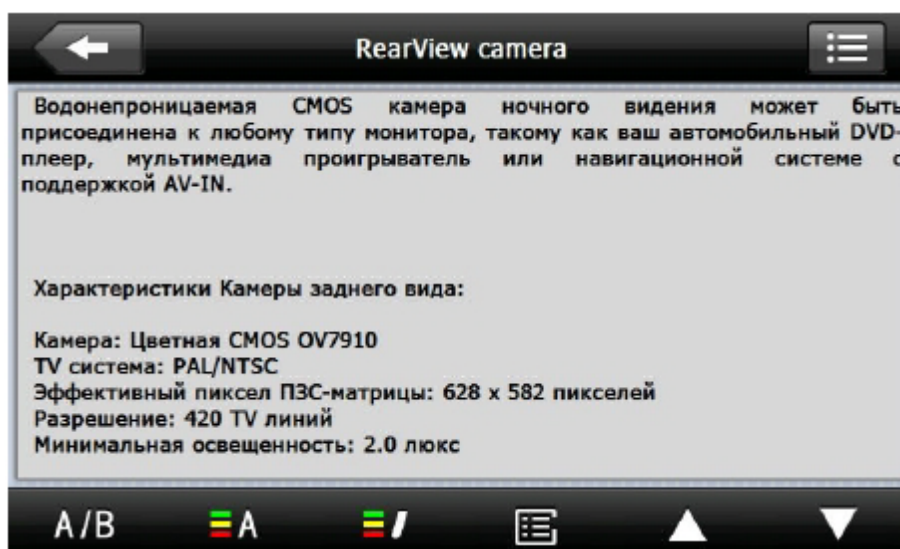 RearView camera
Водонепроницаемая CMOS камера ночного видения может быть
присоединена к любому типу монитора, такому как ваш автомобильный DVD-
плеер, мультимедиа проигрыватель или навигационной системе с
поддержкой AV-IN.
Характеристики Камеры заднего вида:
Камера: Цветная CMOS OV7910
TV система: PAL/NTSC
Эффективный пиксел ПЗС-матрицы: 628 x 582 пикселей
Разрешение: 420 TV линий
Минимальная освещенность: 2.0 люкс
A/B A